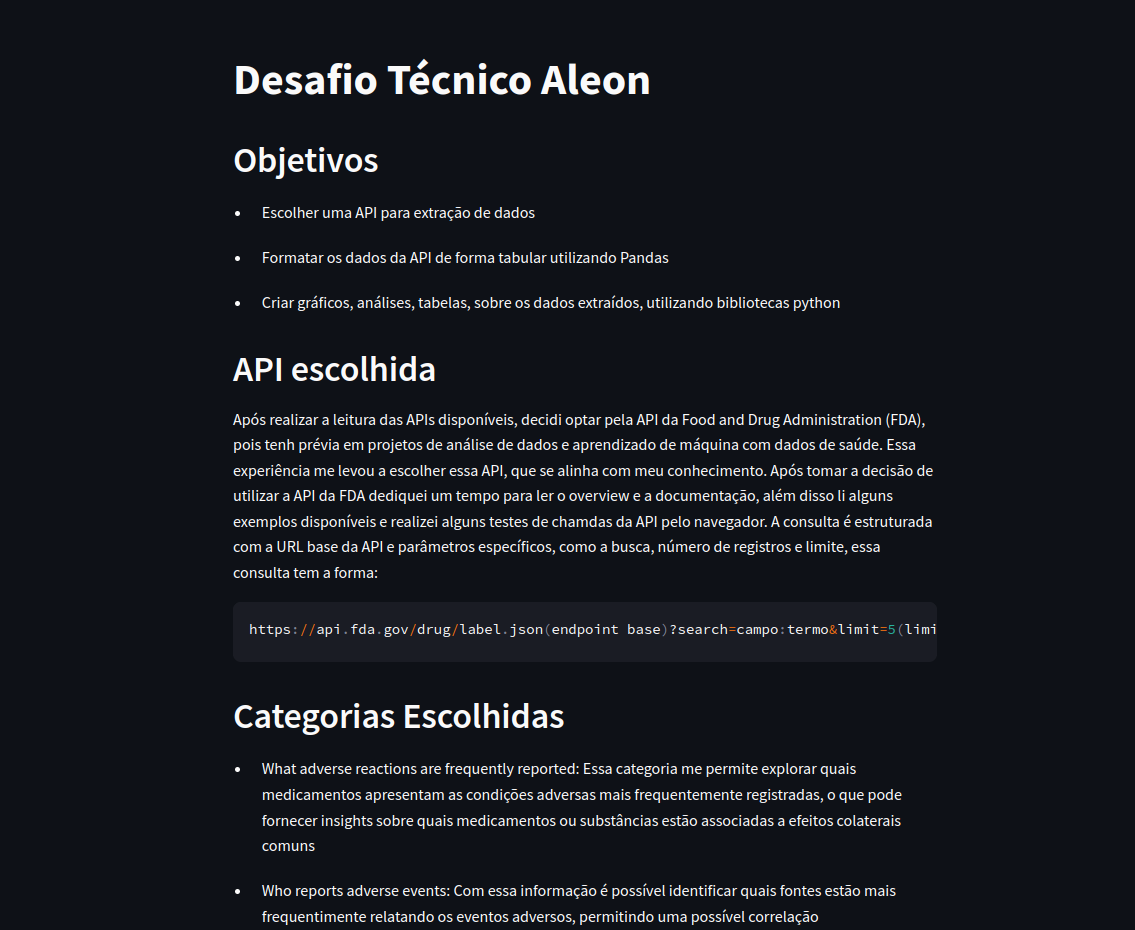 Desafio Técnico Aleon
Objetivos
• Escolher uma API para extração de dados
• Formatar os dados da API de forma tabular utilizando Pandas
• Criar gráficos, análises, tabelas, sobre os dados extraídos, utilizando bibliotecas python
API escolhida
Após realizar a leitura das APIs disponíveis, decidi optar pela API da Food and Drug Administration (FDA),
pois tenh prévia em projetos de análise de dados e aprendizado de máquina com dados de saúde. Essa
experiência me levou a escolher essa API, que se alinha com meu conhecimento. Após tomar a decisão de
utilizar a API da FDA dediquei um tempo para ler o overview e a documentação, além disso li alguns
exemplos disponíveis e realizei alguns testes de chamdas da API pelo navegador. A consulta é estruturada
com a URL base da API e parâmetros específicos, como a busca, número de registros e limite, essa
consulta tem a forma:
https://api.fda.gov/drug/label.json(endpoint base)?search=campo:termo&limit=5(limi
Categorias Escolhidas
• What adverse reactions are frequently reported: Essa categoria me permite explorar quais
medicamentos apresentam as condições adversas mais frequentemente registradas, o que pode
fornecer insights sobre quais medicamentos ou substâncias estão associadas a efeitos colaterais
comuns
• Who reports adverse events: Com essa informação é possível identificar quais fontes estão mais
frequentimente relatando os eventos adversos, permitindo uma possível correlação